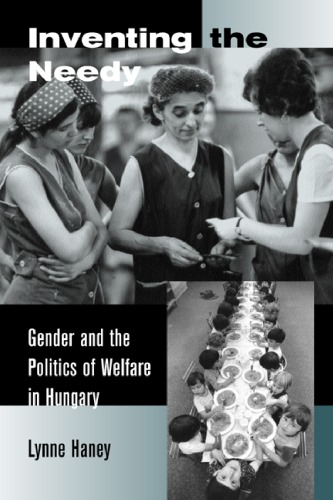 Inventing the
Needy
Gender and the
Politics of Welfare
in Hungary
Lynne Haney